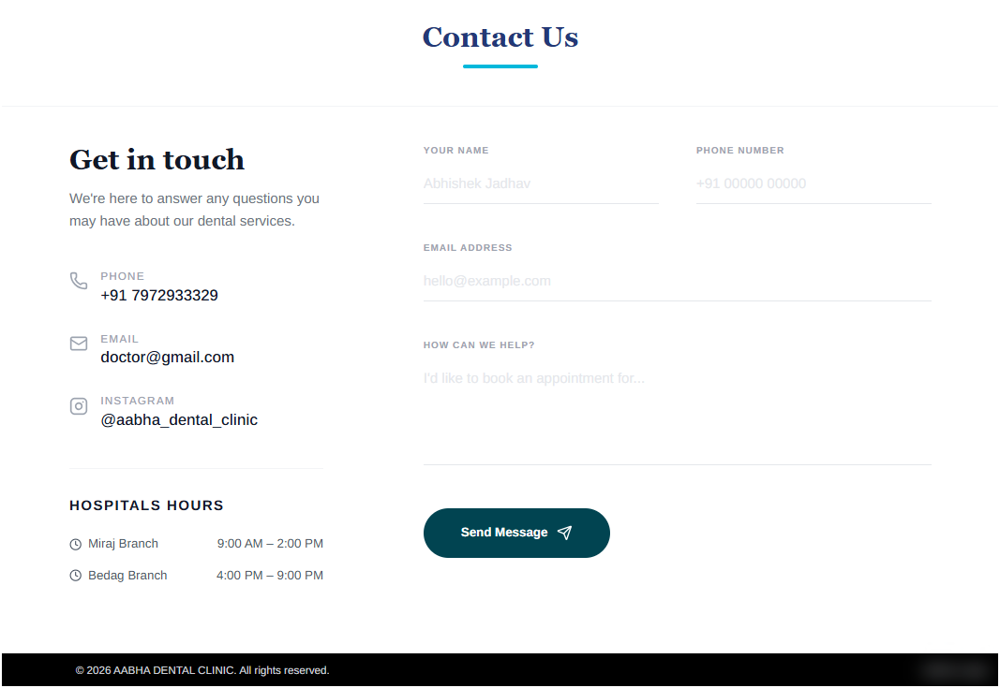 Contact Us
Get in touch
We're here to answer any questions you
may have about our dental services.
PHONE
+91 7972933329
EMAIL
doctor@gmail.com
INSTAGRAM
@aabha_dental_clinic
HOSPITALS HOURS
Miraj Branch 9:00 AM – 2:00 PM
Bedag Branch 4:00 PM – 9:00 PM
YOUR NAME PHONE NUMBER
Abhishek Jadhav +91 00000 00000
EMAIL ADDRESS
hello@example.com
HOW CAN WE HELP?
I'd like to book an appointment for...
Send Message
© 2026 AABHA DENTAL CLINIC. All rights reserved.